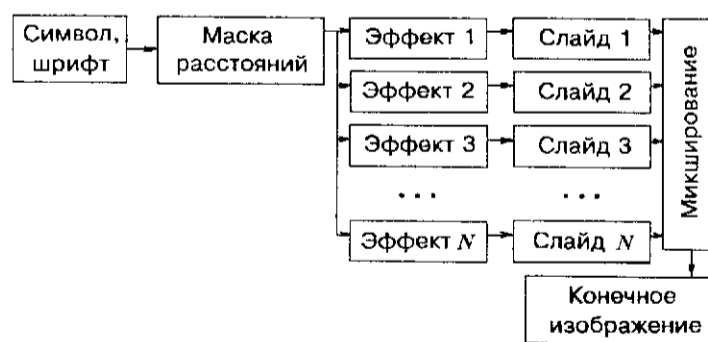 Символ,
шрифт
Маска
расстояний
Эффект 1
Слайд 1
Эффект 2
Слайд 2
Эффект 3
Слайд 3
• • •
• • •
Эффект N
Слайд N
Микширование
Конечное
изображение